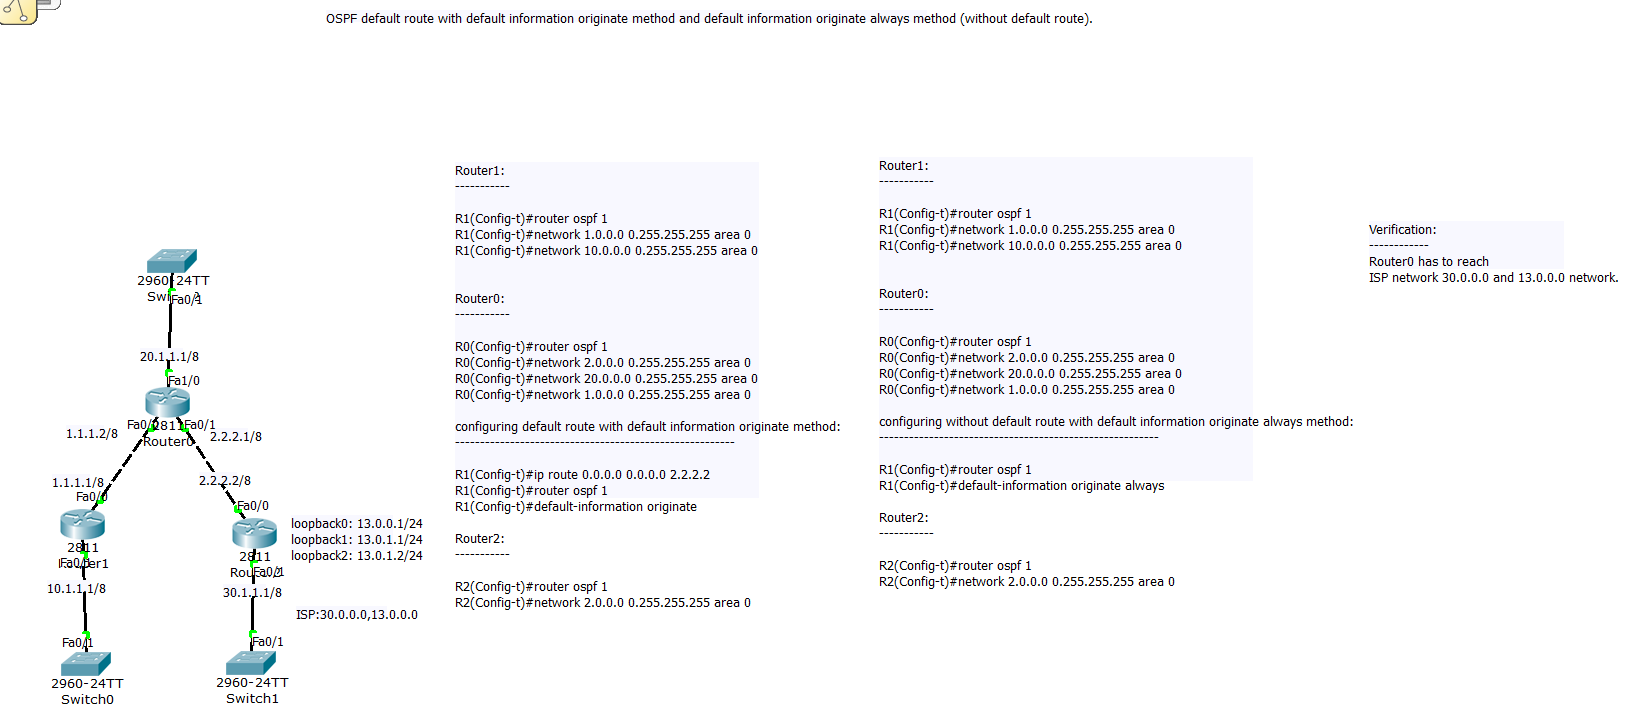 OSPF default route with default information originate method and default information originate always method (without default route).
2960-24TT
Fa0/1
20.1.1.1/8
Fa1/0
2811
Fa0/1
Router0
1.1.1.2/8
2.2.2.1/8
1.1.1.1/8
Fa0/0
2.2.2.2/8
Fa0/0
2811
10.1.1.1/8
Fa0/1
2960-24TT
Switch0
loopback0: 13.0.0.1/24
loopback1: 13.0.1.1/24
loopback2: 13.0.1.2/24
2811
Fa0/1
30.1.1.1/8
ISP:30.0.0.0,13.0.0.0
Fa0/1
2960-24TT
Switch1
Router1:
-----------
R1(Config-t)#router ospf 1
R1(Config-t)#network 1.0.0.0 0.255.255.255 area 0
R1(Config-t)#network 10.0.0.0 0.255.255.255 area 0
Router0:
-----------
R0(Config-t)#router ospf 1
R0(Config-t)#network 2.0.0.0 0.255.255.255 area 0
R0(Config-t)#network 20.0.0.0 0.255.255.255 area 0
R0(Config-t)#network 1.0.0.0 0.255.255.255 area 0
configuring default route with default information originate method:
--------------------------------------------------------
R1(Config-t)#ip route 0.0.0.0 0.0.0.0 2.2.2.2
R1(Config-t)#router ospf 1
R1(Config-t)#default-information originate
Router2:
-----------
R2(Config-t)#router ospf 1
R2(Config-t)#network 2.0.0.0 0.255.255.255 area 0
Router1:
-----------
R1(Config-t)#router ospf 1
R1(Config-t)#network 1.0.0.0 0.255.255.255 area 0
R1(Config-t)#network 10.0.0.0 0.255.255.255 area 0
Router0:
-----------
R0(Config-t)#router ospf 1
R0(Config-t)#network 2.0.0.0 0.255.255.255 area 0
R0(Config-t)#network 20.0.0.0 0.255.255.255 area 0
R0(Config-t)#network 1.0.0.0 0.255.255.255 area 0
configuring without default route with default information originate always method:
--------------------------------------------------------
R1(Config-t)#router ospf 1
R1(Config-t)#default-information originate always
Router2:
-----------
R2(Config-t)#router ospf 1
R2(Config-t)#network 2.0.0.0 0.255.255.255 area 0
Verification:
------------
Router0 has to reach
ISP network 30.0.0.0 and 13.0.0.0 network.